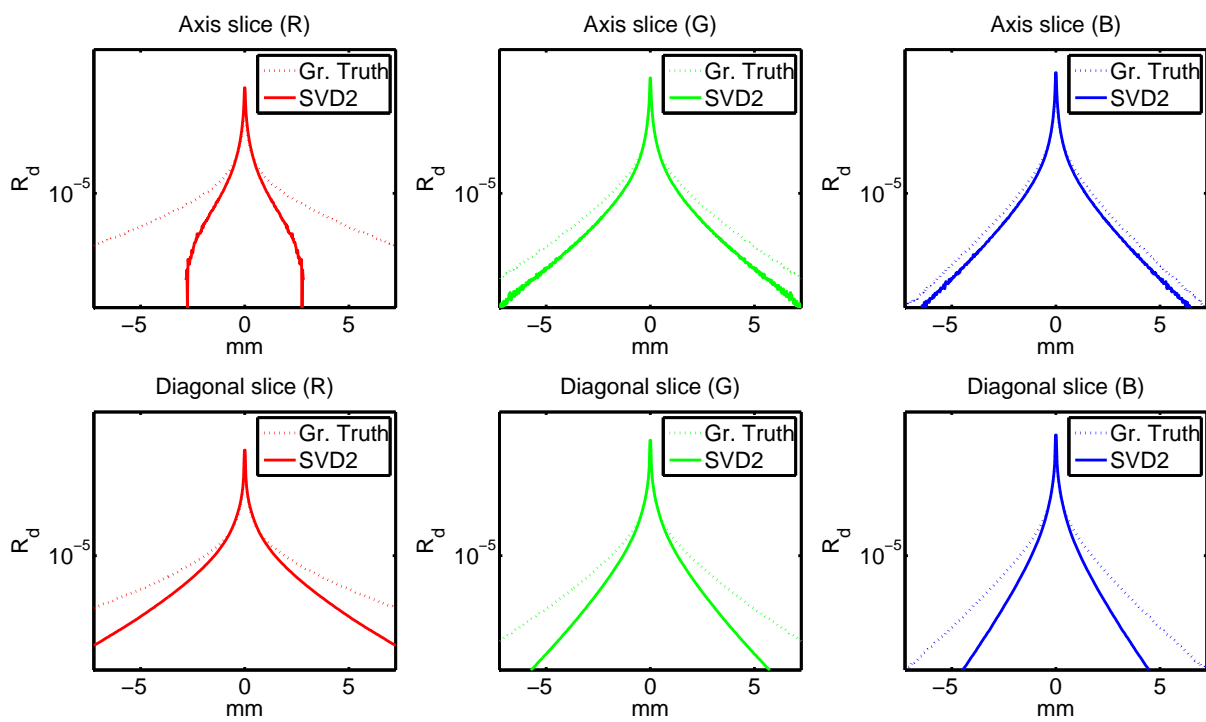 Axis slice (R)
Gr. Truth
SVD2
R_d
10^−5
−5 0 5
mm
Axis slice (G)
Gr. Truth
SVD2
R_d
10^−5
−5 0 5
mm
Axis slice (B)
Gr. Truth
SVD2
R_d
10^−5
−5 0 5
mm
Diagonal slice (R)
Gr. Truth
SVD2
R_d
10^−5
−5 0 5
mm
Diagonal slice (G)
Gr. Truth
SVD2
R_d
10^−5
−5 0 5
mm
Diagonal slice (B)
Gr. Truth
SVD2
R_d
10^−5
−5 0 5
mm